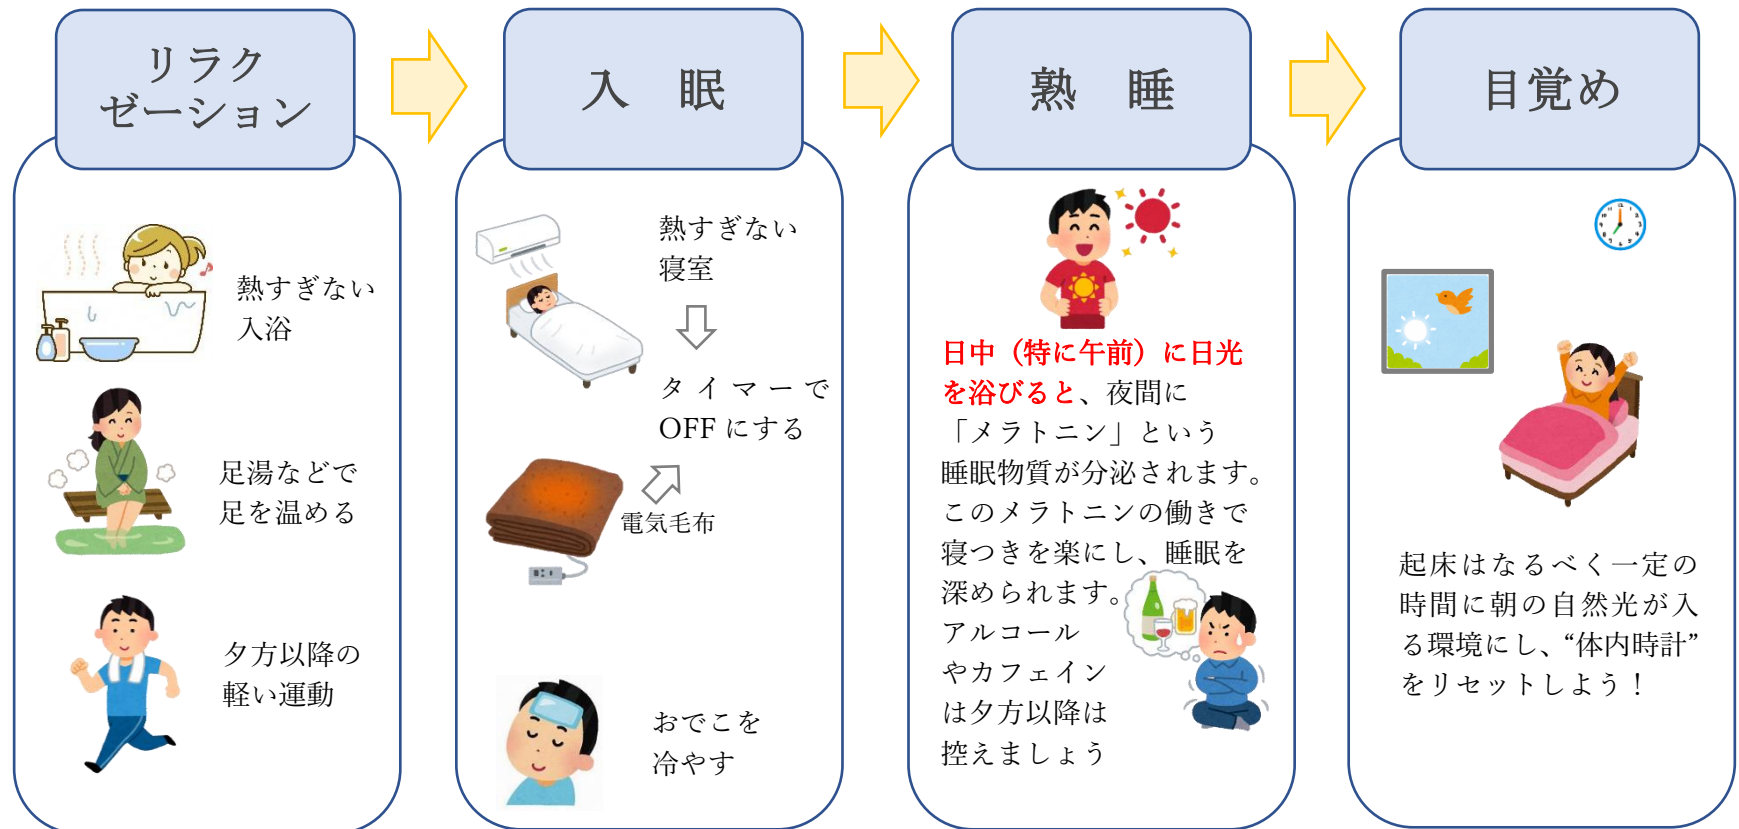 リラク
ゼーション
熱すぎない
入浴
足湯などで
足を温める
夕方以降の
軽い運動
入 眠
熱すぎない
寝室
タイマーで
OFFにする
電気毛布
おでこを
冷やす
熟 睡
日中（特に午前）に日光
を浴びると、夜間に
「メラトニン」という
睡眠物質が分泌されます。
このメラトニンの働きで
寝つきを楽にし、睡眠を
深められます。
アルコール
やカフェイン
は夕方以降は
控えましょう
目覚め
起床はなるべく一定の
時間に朝の自然光が入
る環境にし、“体内時計”
をリセットしよう！